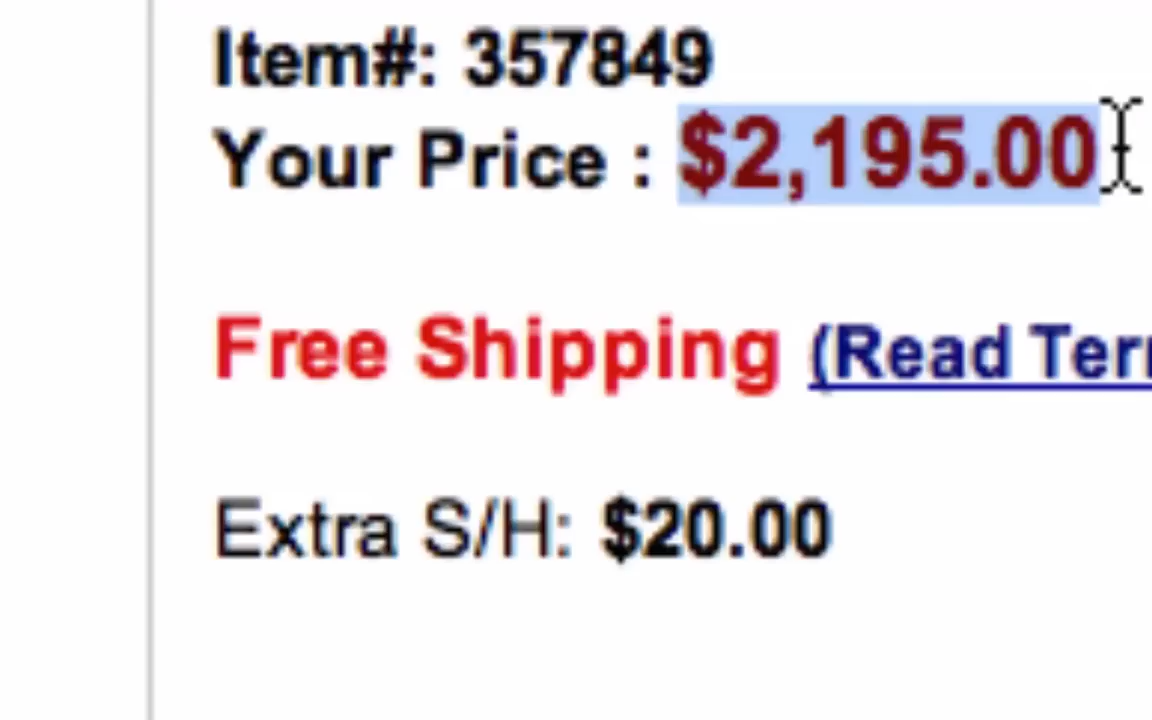 Item#: 357849
Your Price : $2,195.00
Free Shipping (Read
Extra S/H: $20.00